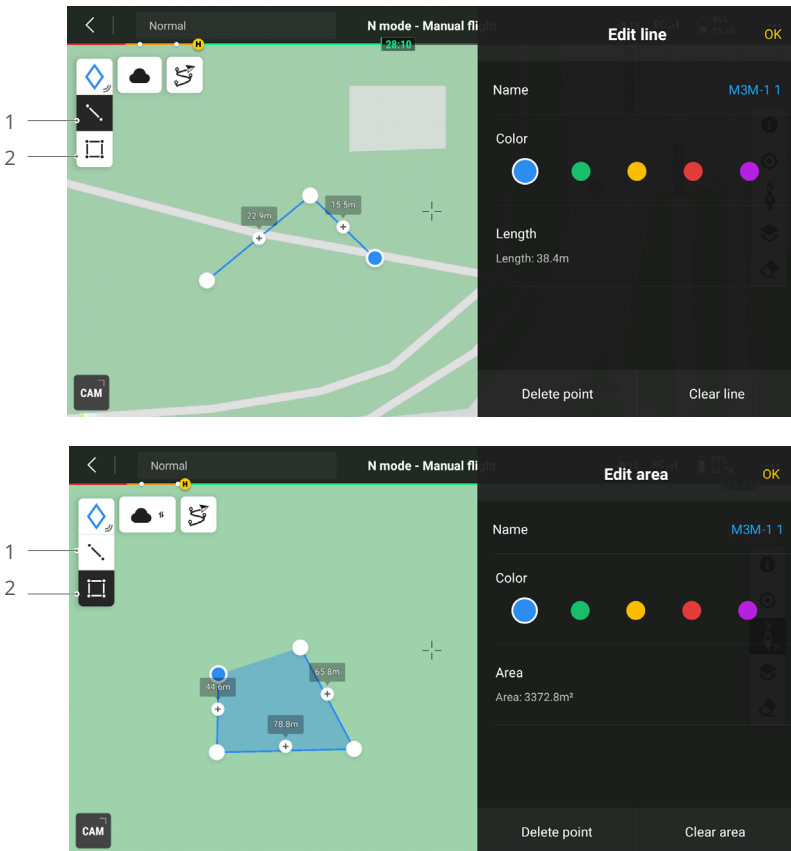 Normal
N mode - Manual fli
28:10
Edit line
OK
1
2
Name
M3M-1 1
Color
22.9m
15.5m
Length
Length: 38.4m
CAM
Delete point
Clear line
Normal
N mode - Manual fli
Edit area
OK
1
2
Name
M3M-1 1
Color
44.6m
65.8m
78.8m
Area
Area: 3372.8m²
CAM
Delete point
Clear area